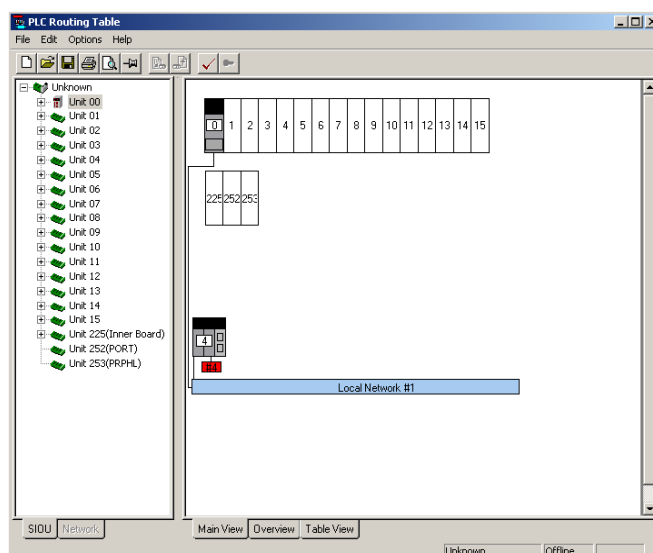 PLC Routing Table
File Edit Options Help
Unknown
Unit 00
Unit 01
Unit 02
Unit 03
Unit 04
Unit 05
Unit 06
Unit 07
Unit 08
Unit 09
Unit 10
Unit 11
Unit 12
Unit 13
Unit 14
Unit 15
Unit 225(Inner Board)
Unit 252(PORT)
Unit 253(PRPHL)
0 1 2 3 4 5 6 7 8 9 10 11 12 13 14 15
225 252 253
4
#4
Local Network #1
SIOU Network
Main View Overview Table View
Unknown Offline